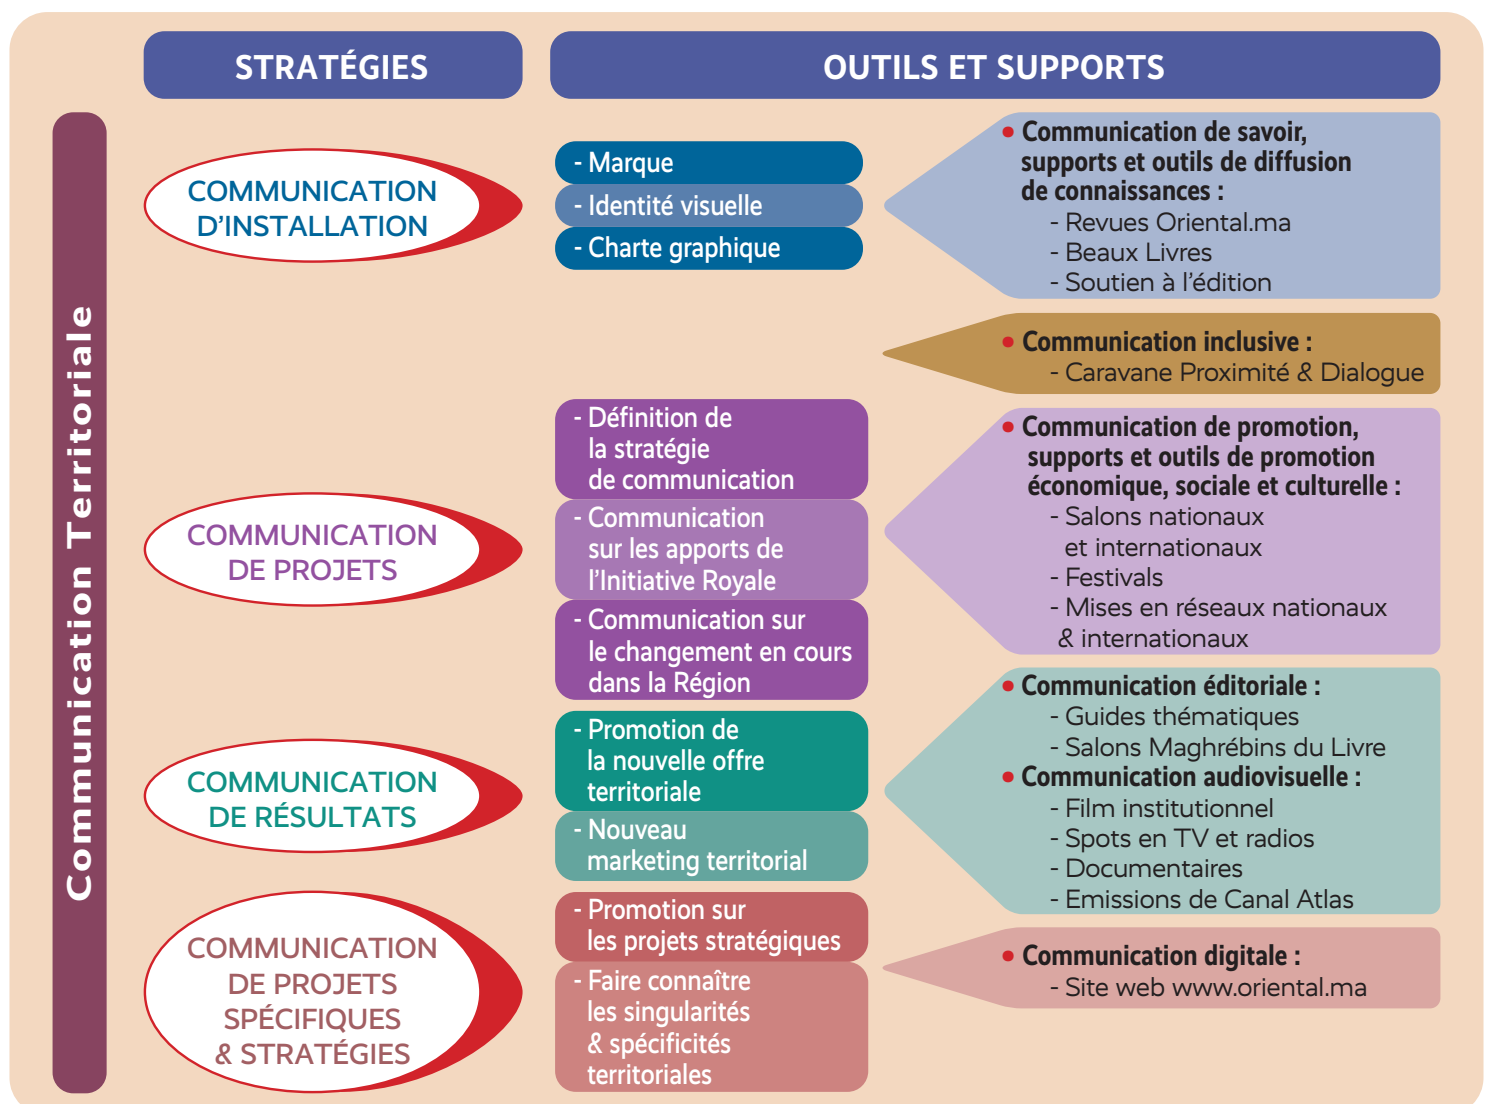 STRATÉGIES
OUTILS ET SUPPORTS
Communication Territoriale
COMMUNICATION
D'INSTALLATION
- Marque
- Identité visuelle
- Charte graphique
• Communication de savoir,
supports et outils de diffusion
de connaissances :
- Revues Oriental.ma
- Beaux Livres
- Soutien à l'édition
• Communication inclusive :
- Caravane Proximité & Dialogue
COMMUNICATION
DE PROJETS
- Définition de
la stratégie
de communication
- Communication
sur les apports de
l'Initiative Royale
- Communication sur
le changement en cours
dans la Région
• Communication de promotion,
supports et outils de promotion
économique, sociale et culturelle :
- Salons nationaux
et internationaux
- Festivals
- Mises en réseaux nationaux
& internationaux
COMMUNICATION
DE RÉSULTATS
- Promotion de
la nouvelle offre
territoriale
- Nouveau
marketing territorial
• Communication éditoriale :
- Guides thématiques
- Salons Maghrébins du Livre
• Communication audiovisuelle :
- Film institutionnel
- Spots en TV et radios
- Documentaires
- Emissions de Canal Atlas
COMMUNICATION
DE PROJETS
SPÉCIFIQUES
& STRATÉGIES
- Promotion sur
les projets stratégiques
- Faire connaître
les singularités
& spécificités
territoriales
• Communication digitale :
- Site web www.oriental.ma